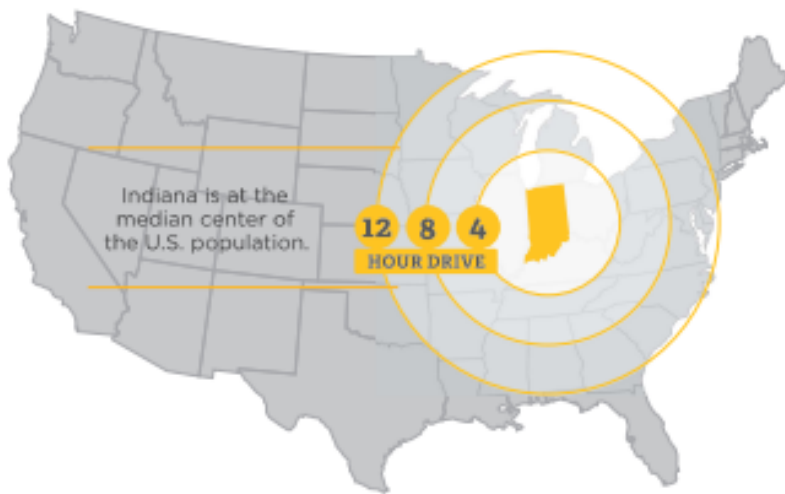 Indiana is at the
median center of
the U.S. population.
12 8 4
HOUR DRIVE